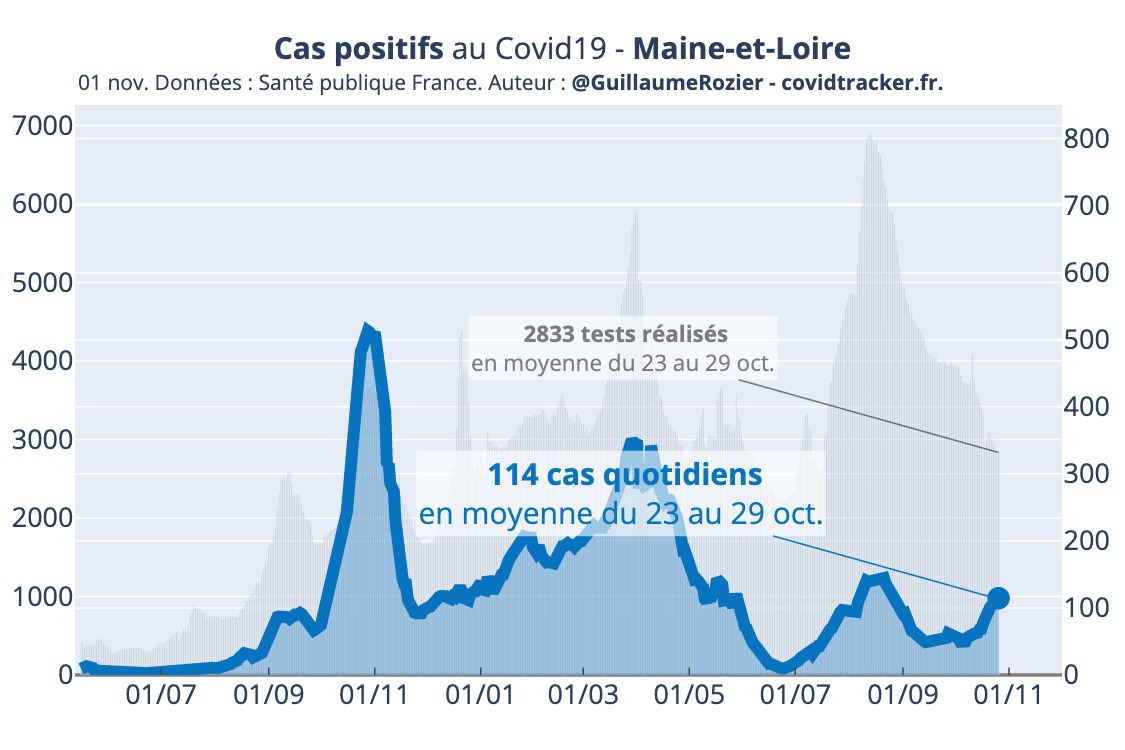 Cas positifs au Covid19 - Maine-et-Loire
01 nov. Données : Santé publique France. Auteur : @GuillaumeRozier - covidtracker.fr.
7000
6000
5000
4000
3000
2000
1000
0
800
700
600
500
400
300
200
100
0
2833 tests réalisés
en moyenne du 23 au 29 oct.
114 cas quotidiens
en moyenne du 23 au 29 oct.
01/07 01/09 01/11 01/01 01/03 01/05 01/07 01/09 01/11